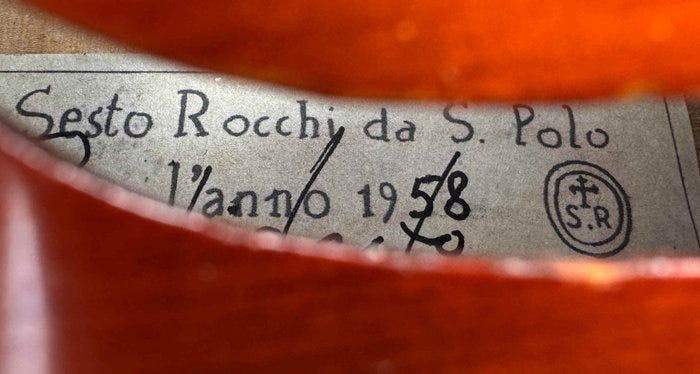 Sesto Rocchi da S. Polo
l'anno 1958
S.R